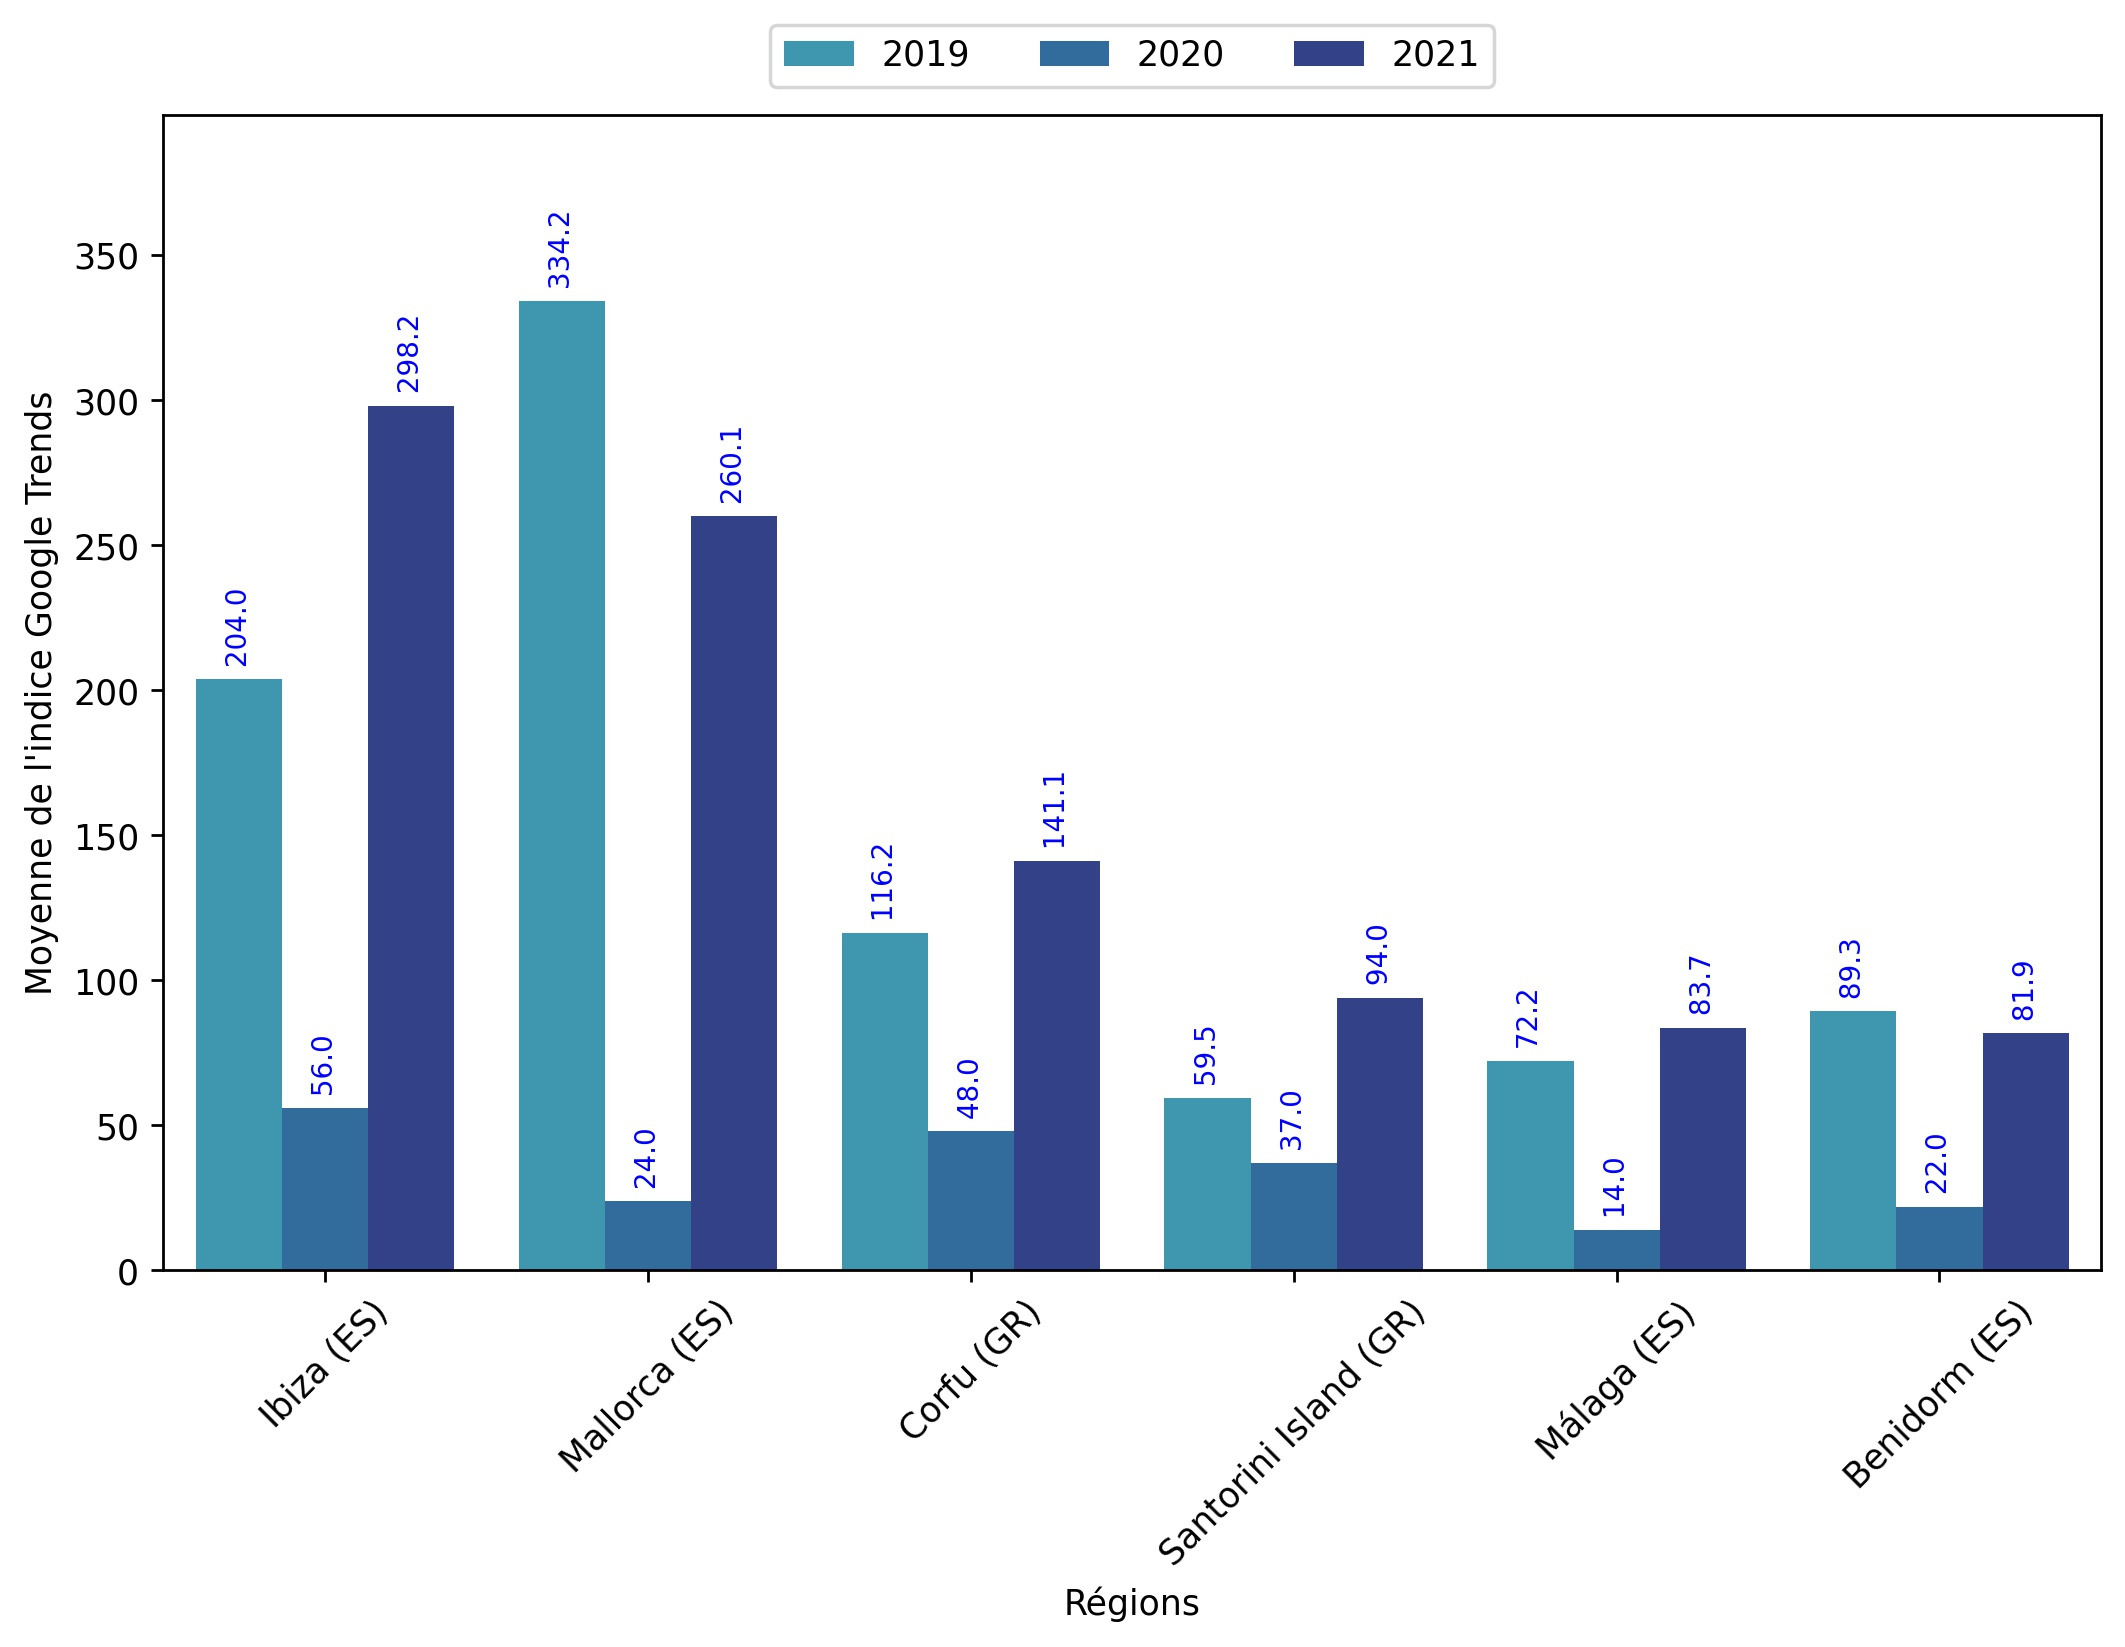 2019 2020 2021
Moyenne de l'indice Google Trends
350
300
250
200
150
100
50
0
204.0
56.0
298.2
334.2
24.0
260.1
116.2
48.0
141.1
59.5
37.0
94.0
72.2
14.0
83.7
89.3
22.0
81.9
Ibiza (ES)
Mallorca (ES)
Corfu (GR)
Santorini Island (GR)
Málaga (ES)
Benidorm (ES)
Régions